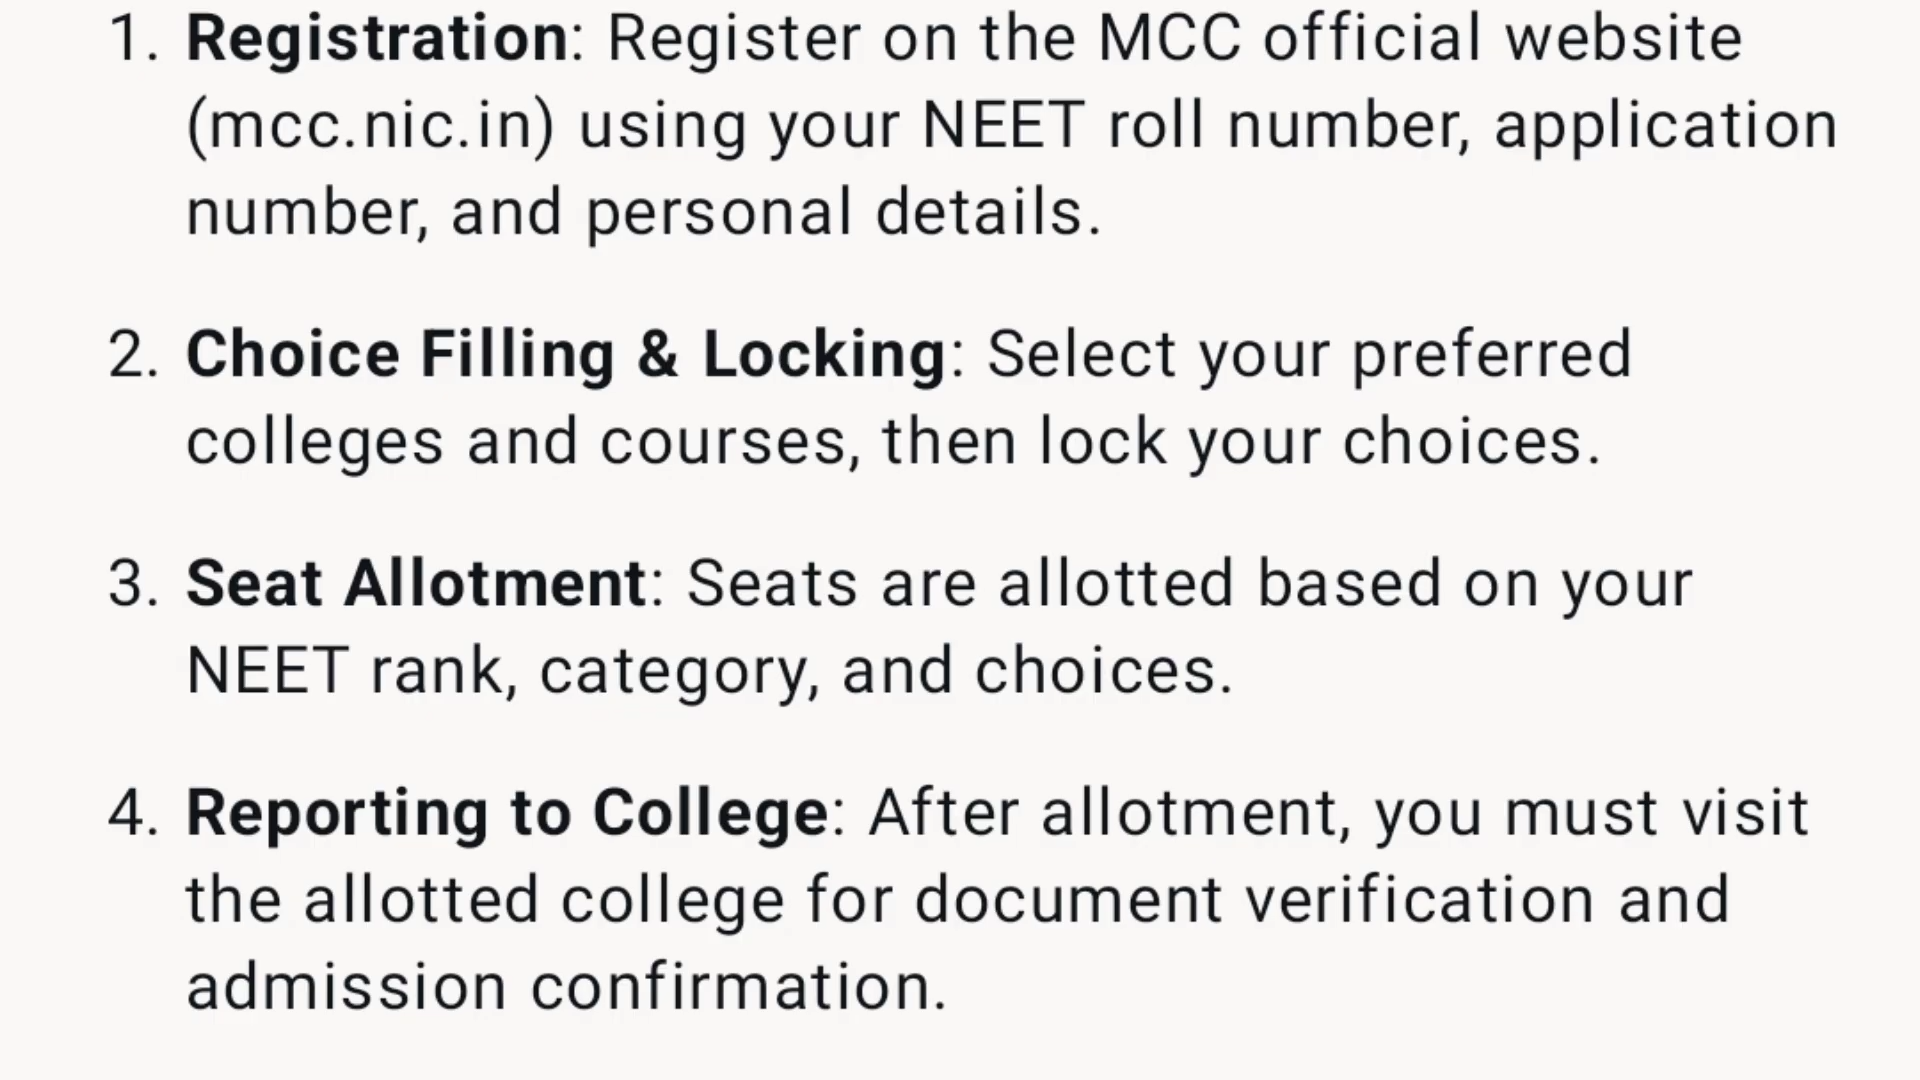 1. Registration: Register on the MCC official website
(mcc.nic.in) using your NEET roll number, application
number, and personal details.
2. Choice Filling & Locking: Select your preferred
colleges and courses, then lock your choices.
3. Seat Allotment: Seats are allotted based on your
NEET rank, category, and choices.
4. Reporting to College: After allotment, you must visit
the allotted college for document verification and
admission confirmation.